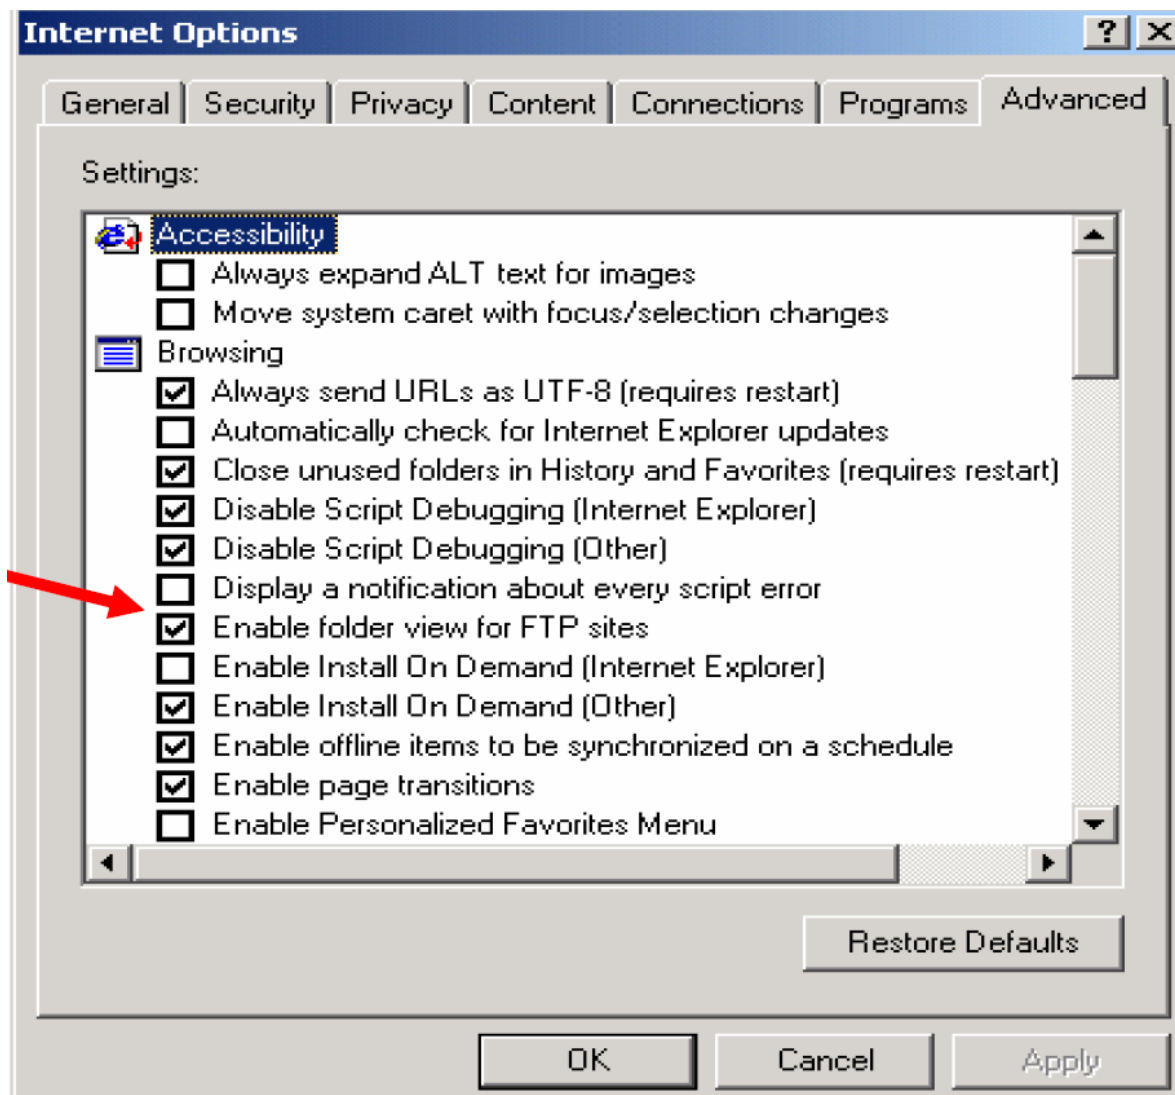 Internet Options
General Security Privacy Content Connections Programs Advanced
Settings:
Accessibility
Always expand ALT text for images
Move system caret with focus/selection changes
Browsing
Always send URLs as UTF-8 (requires restart)
Automatically check for Internet Explorer updates
Close unused folders in History and Favorites (requires restart)
Disable Script Debugging (Internet Explorer)
Disable Script Debugging (Other)
Display a notification about every script error
Enable folder view for FTP sites
Enable Install On Demand (Internet Explorer)
Enable Install On Demand (Other)
Enable offline items to be synchronized on a schedule
Enable page transitions
Enable Personalized Favorites Menu
Restore Defaults
OK Cancel Apply